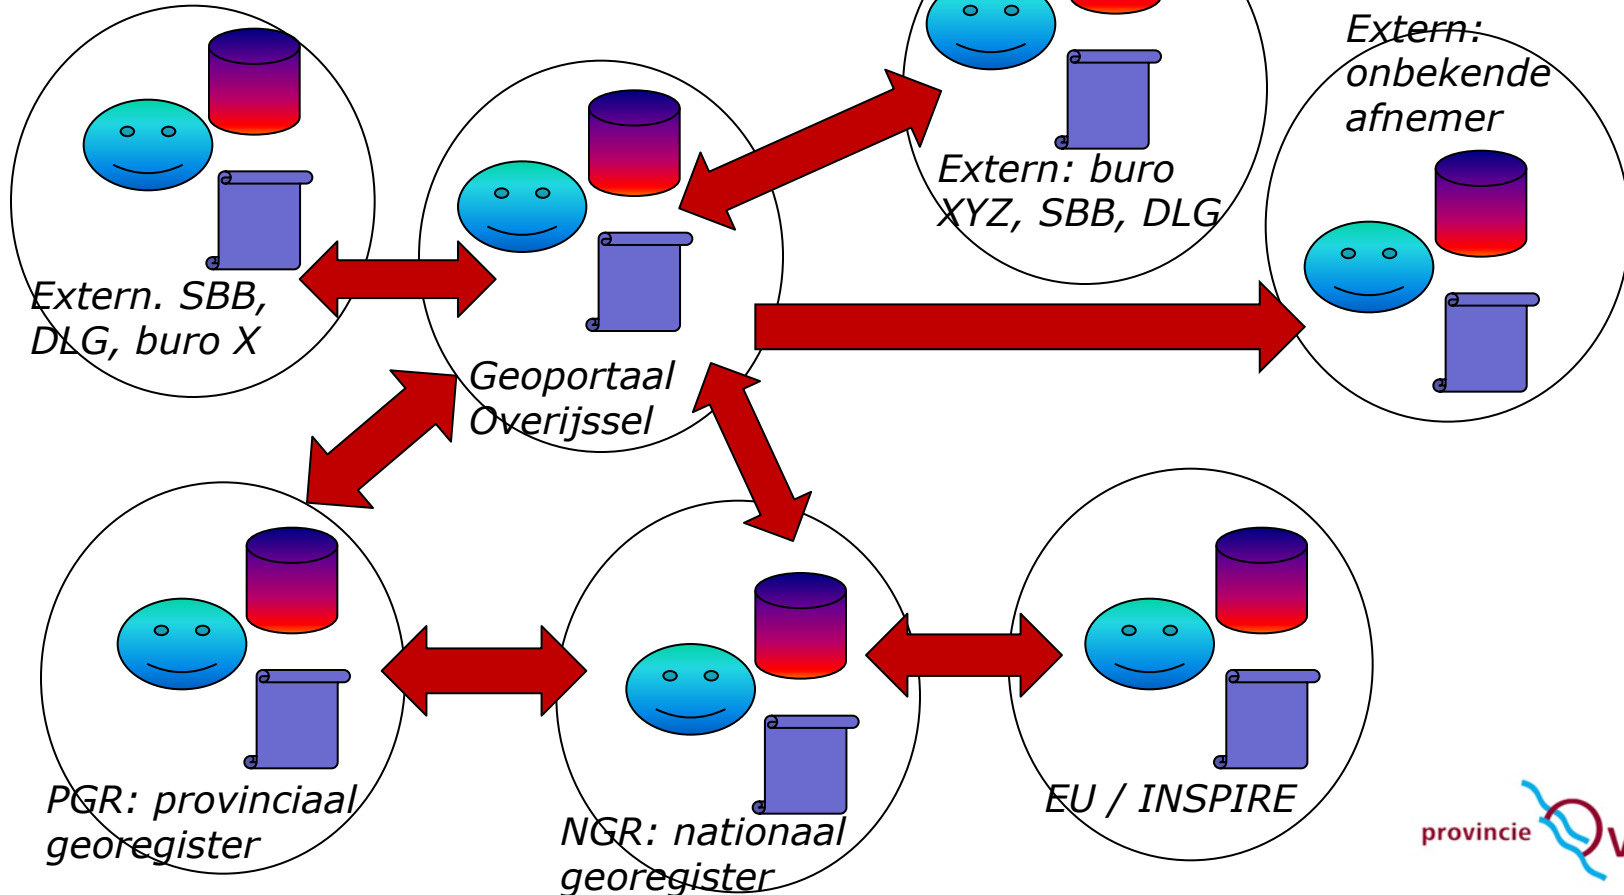 Extern:
onbekende
afnemer
Extern: buro
XYZ, SBB, DLG
Extern. SBB,
DLG, buro X
Geoportaal
Overijssel
PGR: provinciaal
georegister
NGR: nationaal
georegister
EU / INSPIRE
provincie